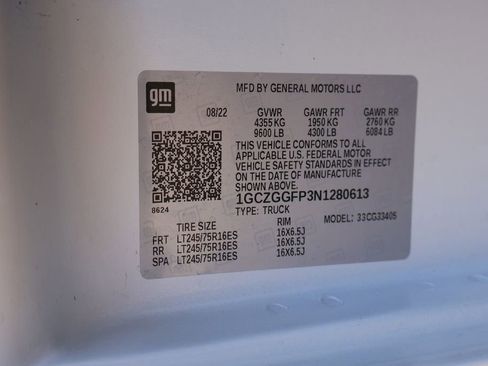 gm
MFD BY GENERAL MOTORS LLC
08/22 GVWR GAWR FRT GAWR RR
4355 KG 1950 KG 2760 KG
9600 LB 4300 LB 6084 LB
THIS VEHICLE CONFORMS TO ALL
APPLICABLE U.S. FEDERAL MOTOR
VEHICLE SAFETY STANDARDS IN EFFECT
ON THE DATE OF MANUFACTURE
SHOWN ABOVE.
1GCZGGFP3N1280613
8624 TYPE: TRUCK MODEL: 33CG33405
TIRE SIZE RIM
FRT LT245/75R16ES 16X6.5J
RR LT245/75R16ES 16X6.5J
SPA LT245/75R16ES 16X6.5J